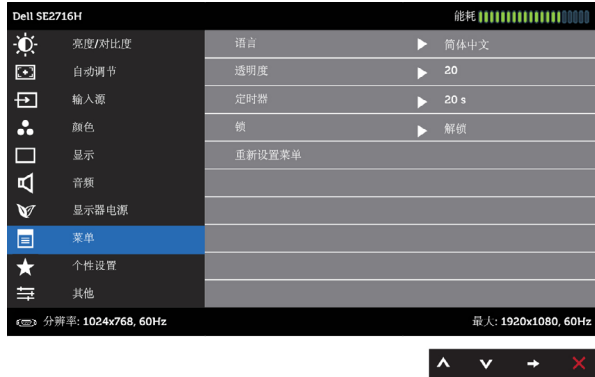 Dell SE2716H 能耗
亮度/对比度 语言 简体中文
自动调节 透明度 20
输入源 定时器 20 s
颜色 锁 解锁
显示 重新设置菜单
音频
显示器电源
菜单
个性设置
其他
分辨率: 1024x768, 60Hz 最大: 1920x1080, 60Hz